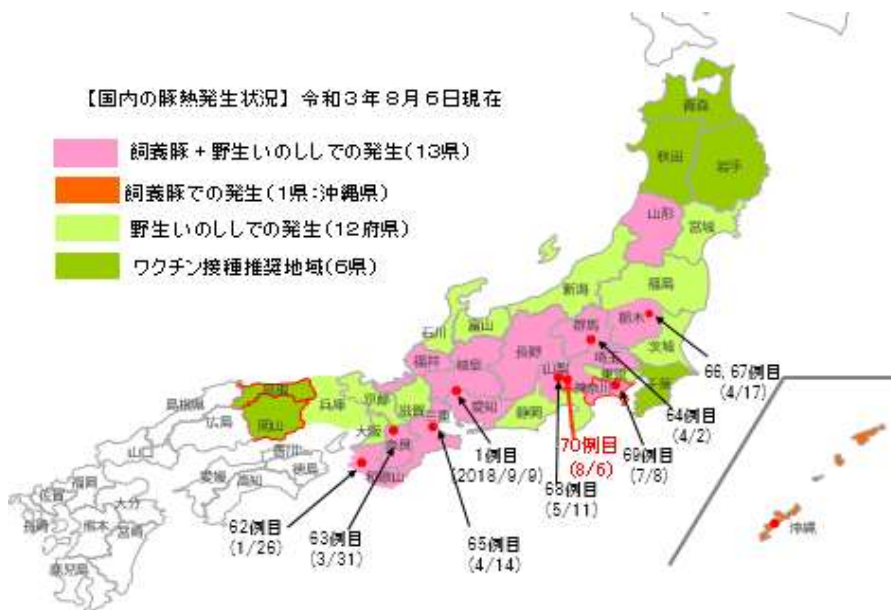 【国内の豚熱発生状況】令和3年8月6日現在
飼養豚+野生いのししでの発生(13県)
飼養豚での発生(1県:沖縄県)
野生いのししでの発生(12府県)
ワクチン接種推奨地域(6県)
青森
秋田
岩手
山形
宮城
新潟
福島
石川
富山
群馬
栃木
福井
岐阜
長野
埼玉
茨城
山梨
東京
千葉
神奈川
島根県
兵庫
京都
滋賀
愛知
静岡
広島
岡山
大阪
三重
奈良
山口
香川
徳島
和歌山
愛媛
高知
福岡
佐賀
大分
長崎
熊本
宮崎
鹿児島
沖縄
66, 67例目
(4/17)
64例目
(4/2)
70例目
(8/6)
69例目
(7/8)
1例目
(2018/9/9)
68例目
(5/11)
62例目
(1/26)
63例目
(3/31)
65例目
(4/14)